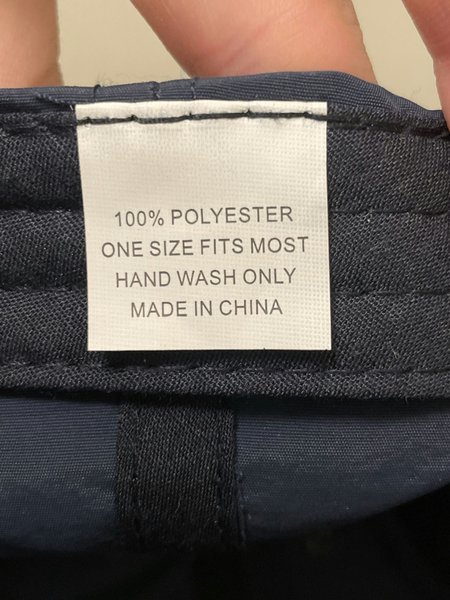 100% POLYESTER
ONE SIZE FITS MOST
HAND WASH ONLY
MADE IN CHINA